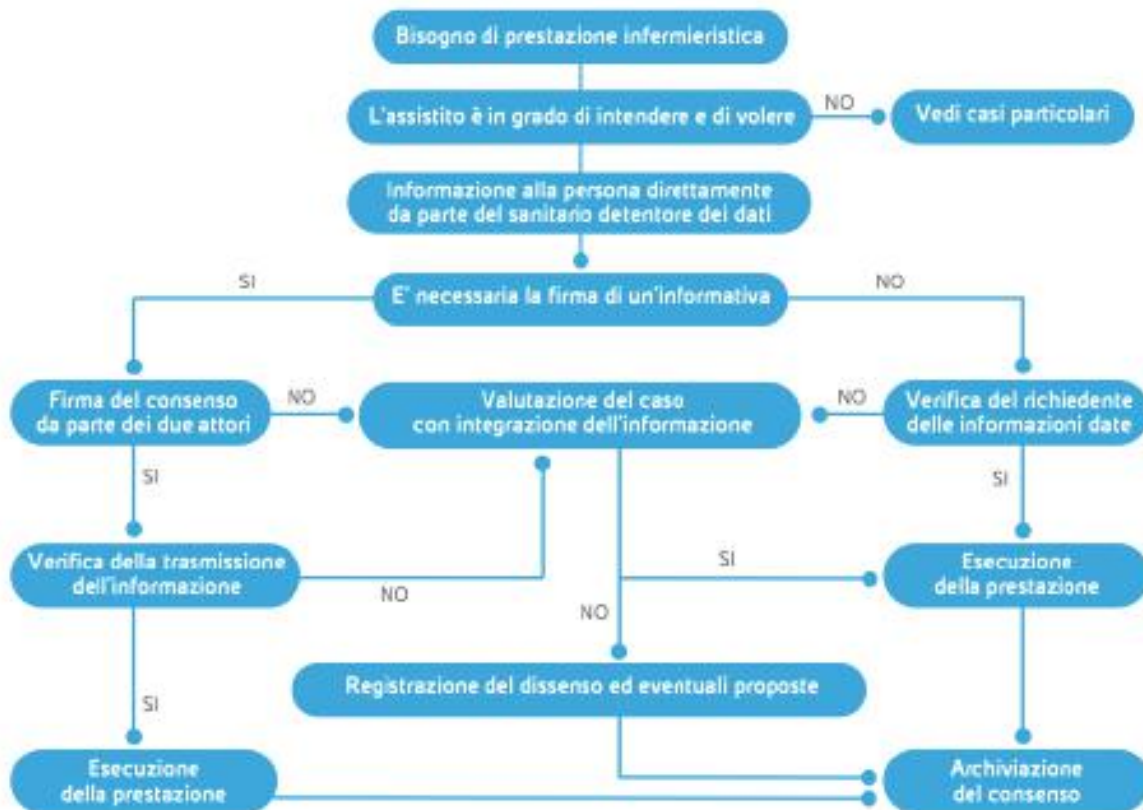 Bisogno di prestazione infermieristica
L'assistito è in grado di intendere e di volere
NO
Vedi casi particolari
Informazione alla persona direttamente
da parte del sanitario detentore dei dati
SI
E' necessaria la firma di un'informativa
NO
Firma del consenso
da parte dei due attori
NO
Valutazione del caso
con integrazione dell'informazione
NO
Verifica del richiedente
delle informazioni date
SI
SI
Verifica della trasmissione
dell'informazione
NO
SI
Esecuzione
della prestazione
NO
Registrazione del dissenso ed eventuali proposte
SI
Esecuzione
della prestazione
Archiviazione
del consenso